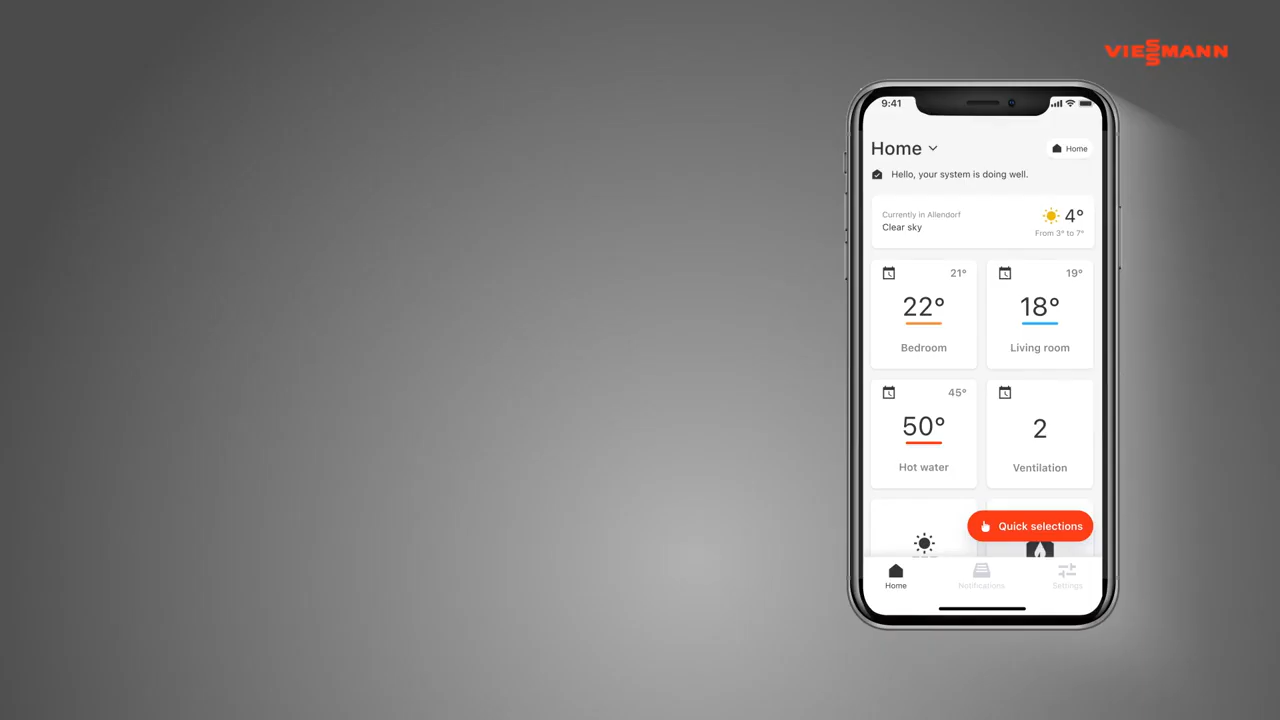 VIESSMANN
9:41
Home
Home
Hello, your system is doing well.
Currently in Allendorf
Clear sky
4°
From 3° to 7°
21°
22°
Bedroom
19°
18°
Living room
45°
50°
Hot water
2
Ventilation
Quick selections
Home
Notifications
Settings